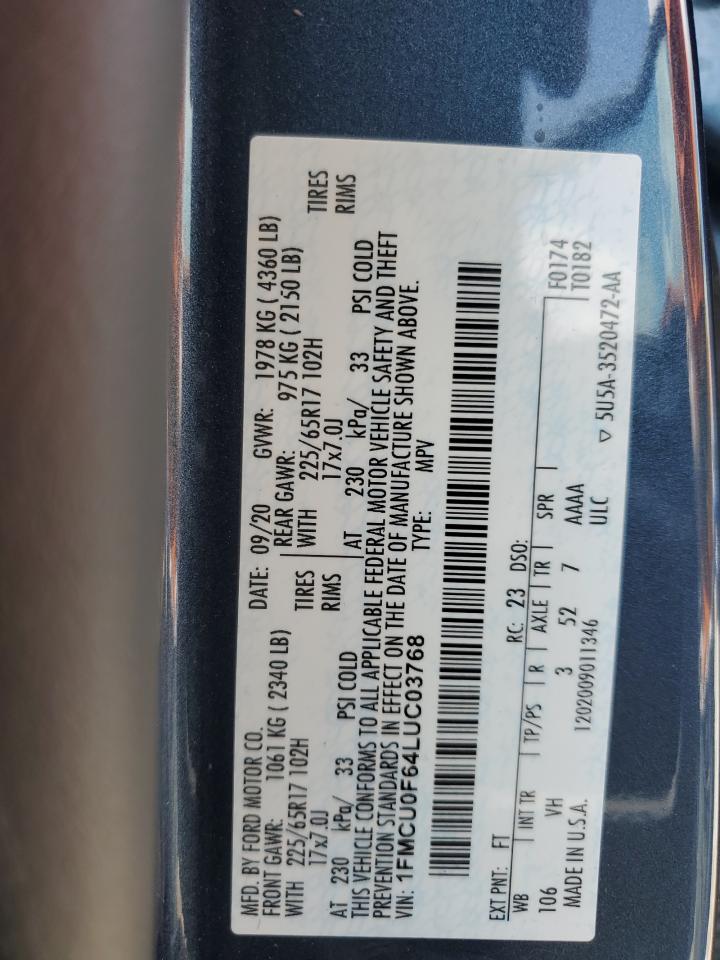 MFD. BY FORD MOTOR CO.
DATE: 09/20 GVWR: 1978 KG ( 4360 LB)
FRONT GAWR: 1061 KG ( 2340 LB) REAR GAWR: 975 KG ( 2150 LB)
WITH 225/65R17 102H TIRES WITH 225/65R17 102H TIRES
17x7.0J RIMS 17x7.0J RIMS
AT 230 kPa/ 33 PSI COLD AT 230 kPa/ 33 PSI COLD
THIS VEHICLE CONFORMS TO ALL APPLICABLE FEDERAL MOTOR VEHICLE SAFETY AND THEFT
PREVENTION STANDARDS IN EFFECT ON THE DATE OF MANUFACTURE SHOWN ABOVE.
VIN: 1FMCU0F64LUC03768 TYPE: MPV
EXT PNT: FT RC: 23 DSO:
WB INT TR TP/PS R AXLE TR SPR F0174
106 VH 3 52 7 AAAA T0182
MADE IN U.S.A. 1202009011346 ULC
▽ 5U5A-3520472-AA